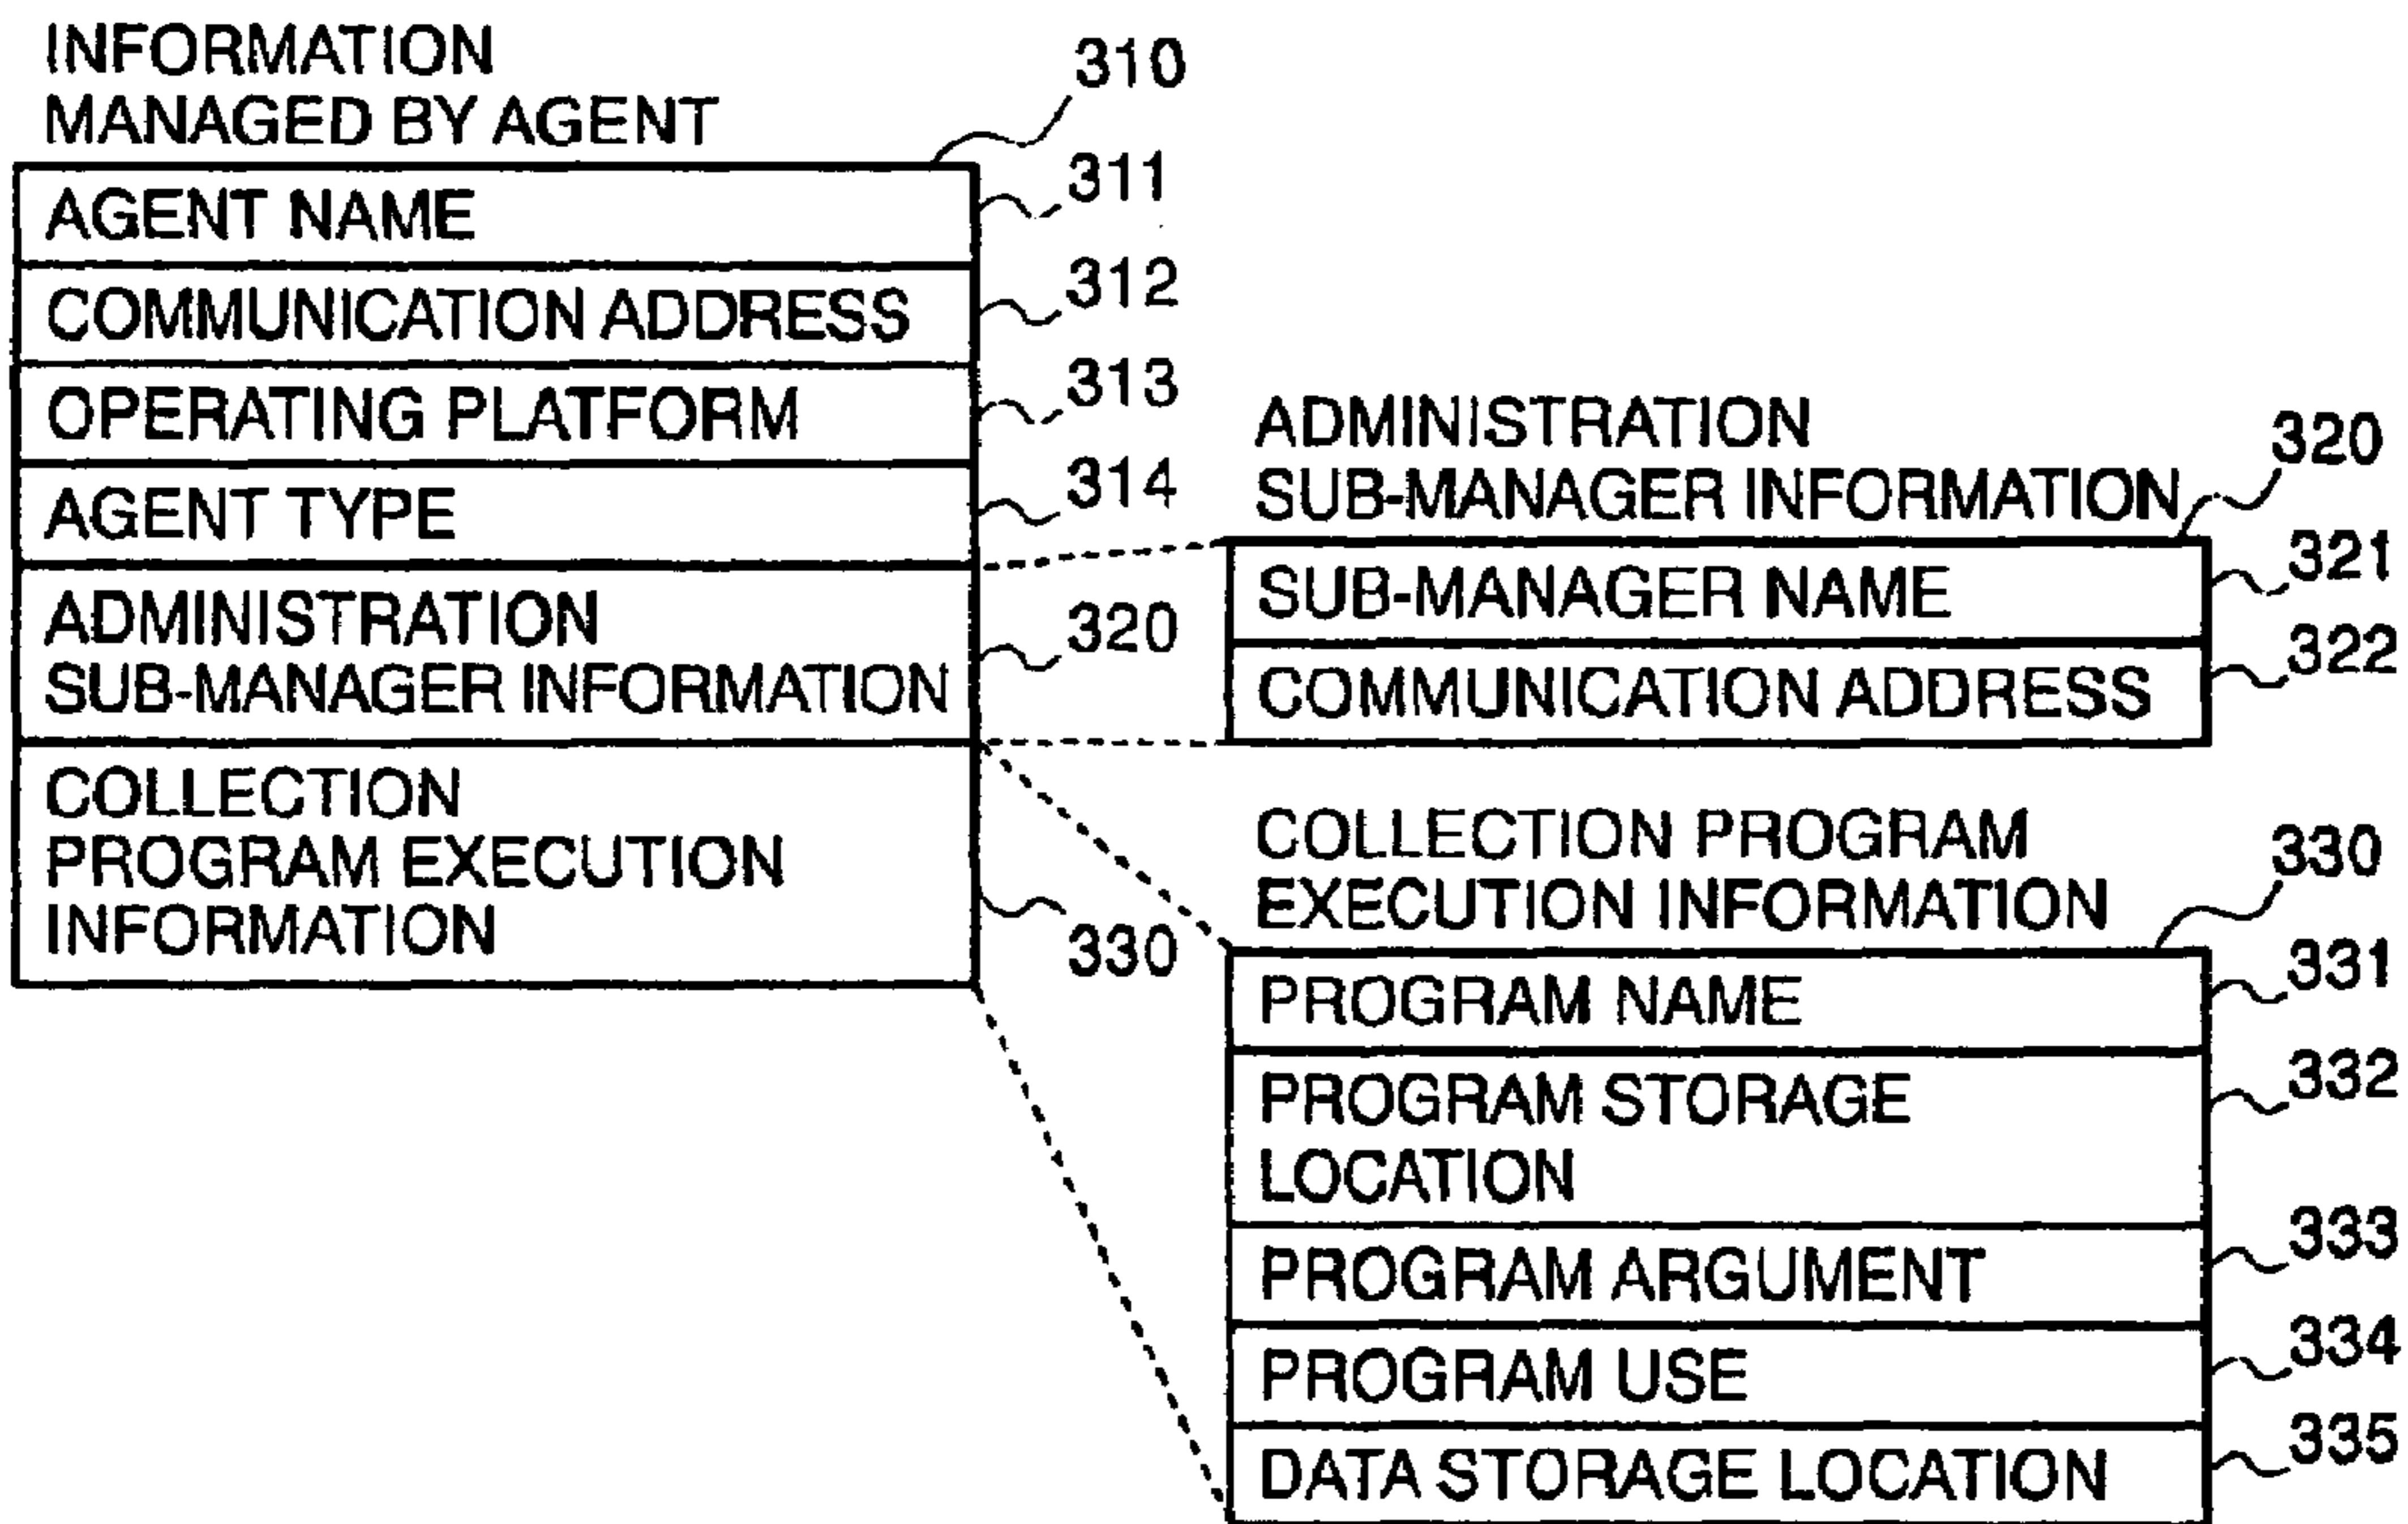 INFORMATION
MANAGED BY AGENT
310
AGENT NAME
311
COMMUNICATION ADDRESS
312
OPERATING PLATFORM
313
AGENT TYPE
314
ADMINISTRATION
SUB-MANAGER INFORMATION
320
COLLECTION
PROGRAM EXECUTION
INFORMATION
330
ADMINISTRATION
SUB-MANAGER INFORMATION
320
SUB-MANAGER NAME
321
COMMUNICATION ADDRESS
322
COLLECTION PROGRAM
EXECUTION INFORMATION
330
PROGRAM NAME
331
PROGRAM STORAGE
LOCATION
332
PROGRAM ARGUMENT
333
PROGRAM USE
334
DATA STORAGE LOCATION
335